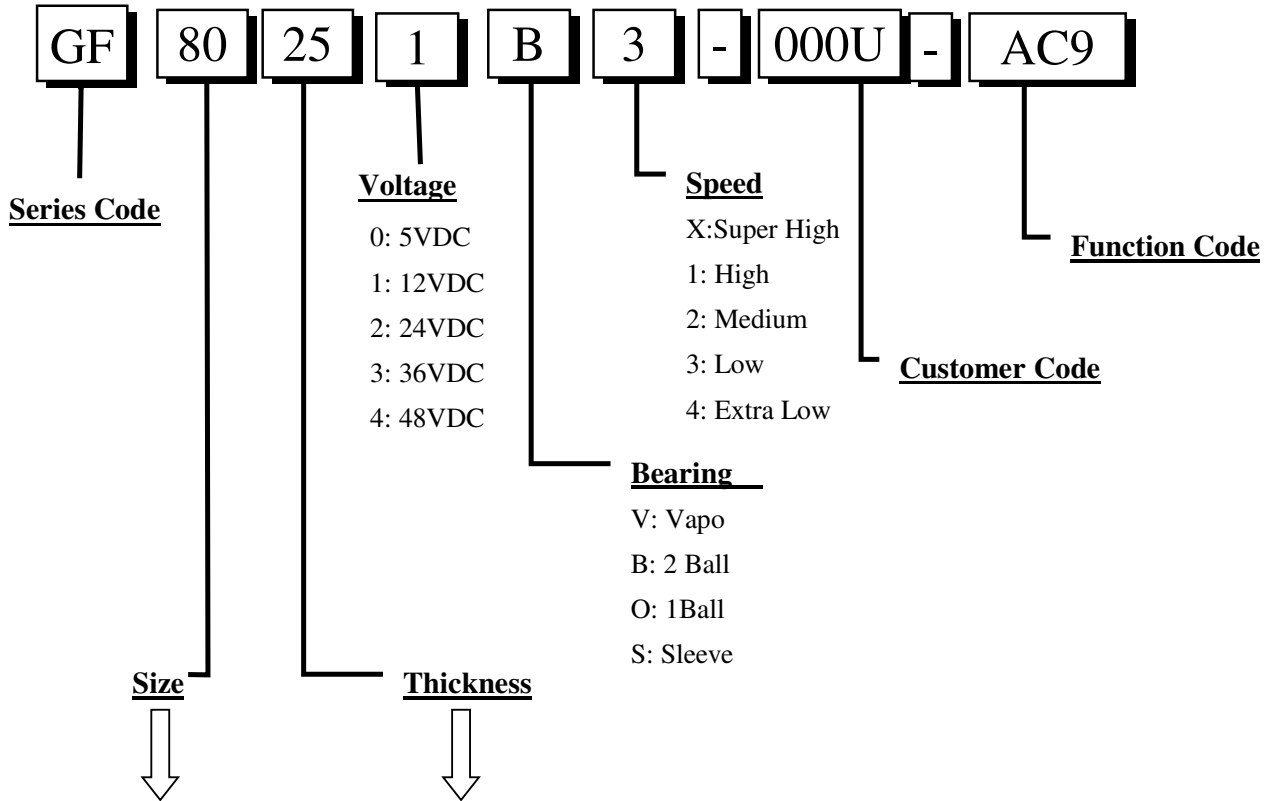 GF 80 25 1 B 3 - 000U - AC9
Series Code
Voltage
0: 5VDC
1: 12VDC
2: 24VDC
3: 36VDC
4: 48VDC
Speed
X:Super High
1: High
2: Medium
3: Low
4: Extra Low
Function Code
Customer Code
Bearing
V: Vapo
B: 2 Ball
O: 1Ball
S: Sleeve
Size
Thickness